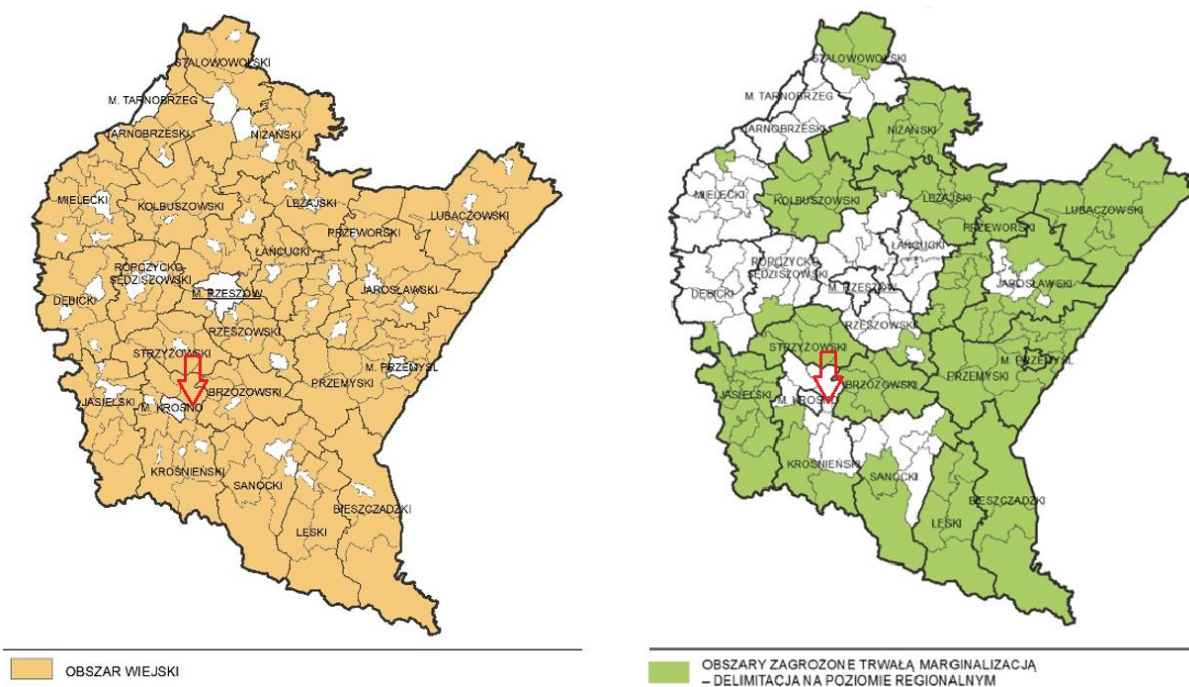 STALOWOWOLSKI
M. TARNOBRZEG
TARNOBRZESKI
NIŻAŃSKI
MIELECKI
KOLBUSZOWSKI
LEŻAJSKI
LUBACZOWSKI
PRZEWORSKI
ŁAŃCUCKI
ROPCZYCKO-
SĘDZISZOWSKI
M. RZESZÓW
JAROSŁAWSKI
DĘBICKI
RZESZOWSKI
STRZYŻOWSKI
M. PRZEMYŚL
JASIELSKI
BRZOZOWSKI
PRZEMYSKI
M. KROSNO
KROŚNIEŃSKI
SANOCKI
BIESZCZADZKI
LESKI
OBSZAR WIEJSKI
STALOWOWOLSKI
M. TARNOBRZEG
TARNOBRZESKI
NIŻAŃSKI
MIELECKI
KOLBUSZOWSKI
LEŻAJSKI
LUBACZOWSKI
PRZEWORSKI
ŁAŃCUCKI
ROPCZYCKO-
SĘDZISZOWSKI
M. RZESZÓW
JAROSŁAWSKI
DĘBICKI
RZESZOWSKI
STRZYŻOWSKI
M. PRZEMYŚL
JASIELSKI
BRZOZOWSKI
PRZEMYSKI
M. KROSNO
KROŚNIEŃSKI
SANOCKI
BIESZCZADZKI
LESKI
OBSZARY ZAGROŻONE TRWAŁĄ MARGINALIZACJĄ
– DELIMITACJA NA POZIOMIE REGIONALNYM